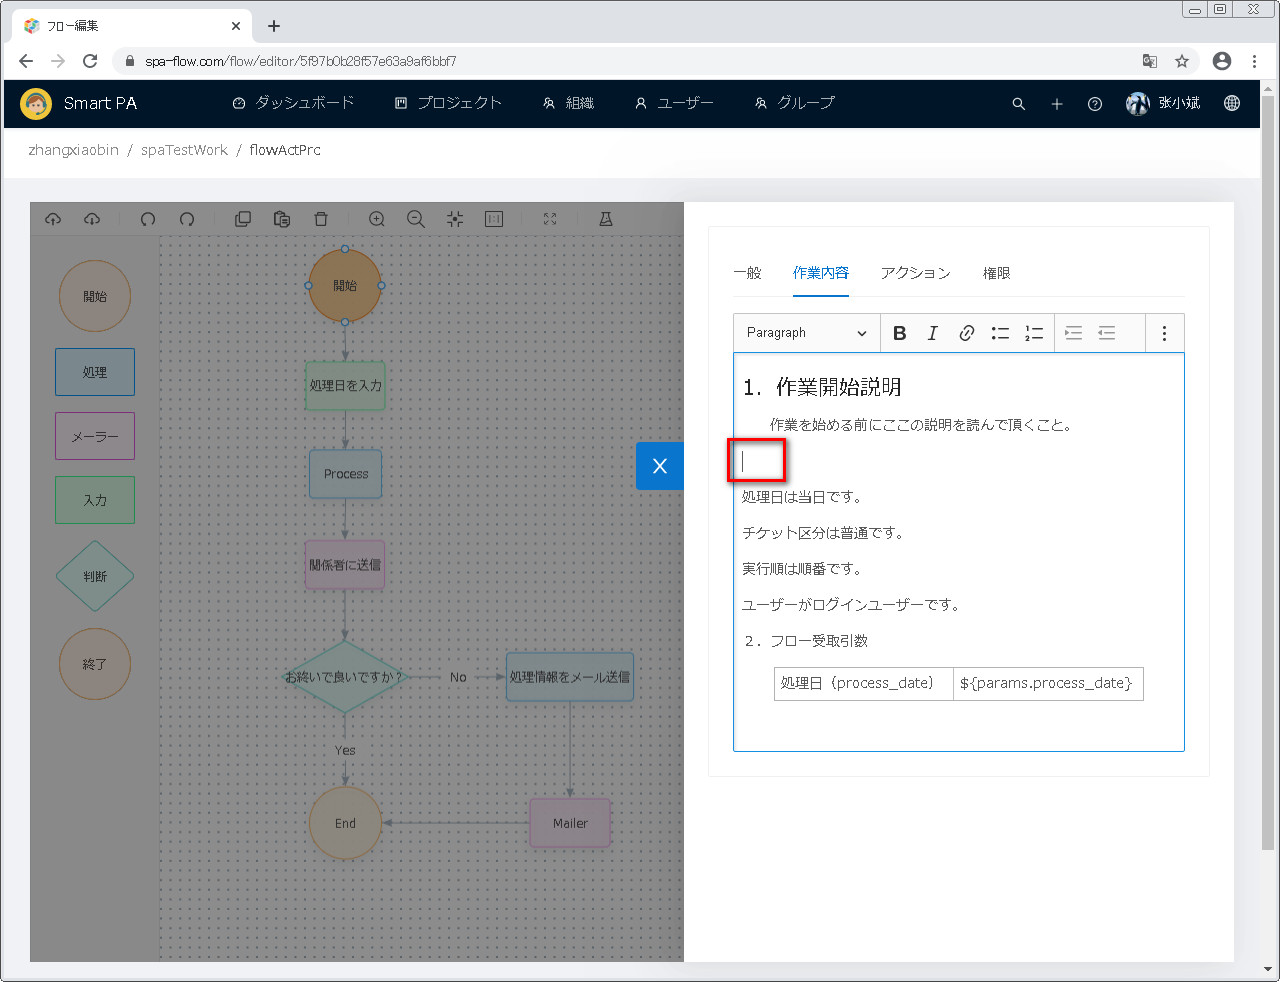 フロー編集
spa-flow.com/flow/editor/5f97b0b28f57e63a9af6bbf7
Smart PA
ダッシュボード
プロジェクト
組織
ユーザー
グループ
张小斌
zhangxiaobin / spaTestWork / flowActPrc
1:1
開始
処理
メーラー
入力
判断
終了
開始
処理日を入力
Process
関係者に送信
お終いで良いですか?
No
処理情報をメール送信
Yes
End
Mailer
X
一般
作業内容
アクション
権限
Paragraph
B I
1. 作業開始説明
作業を始める前にここの説明を読んで頂くこと。
処理日は当日です。
チケット区分は普通です。
実行順は順番です。
ユーザーがログインユーザーです。
2. フロー受取引数
処理日（process_date） ${params.process_date}